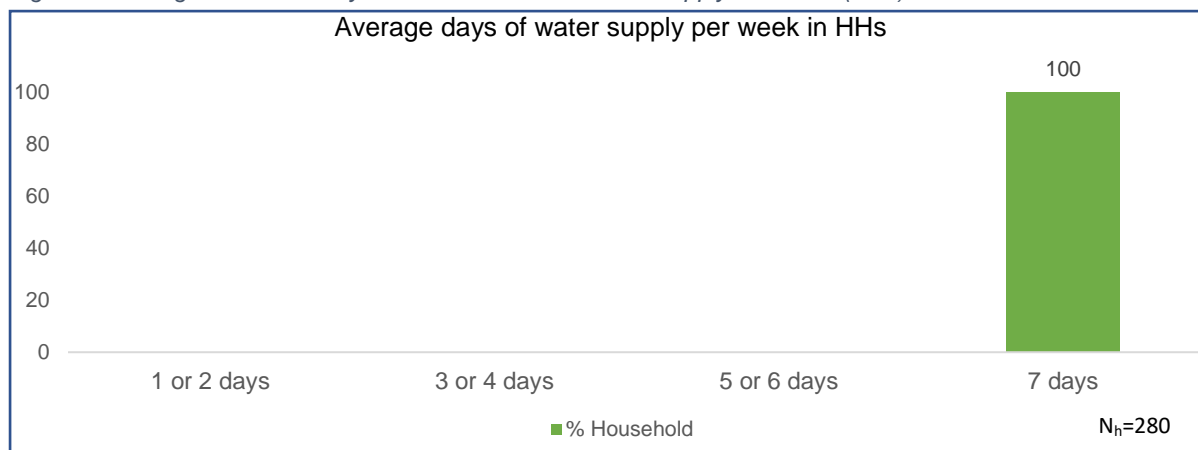 Average days of water supply per week in HHs
100
100
80
60
40
20
0
1 or 2 days
3 or 4 days
5 or 6 days
7 days
% Household
Nₕ=280